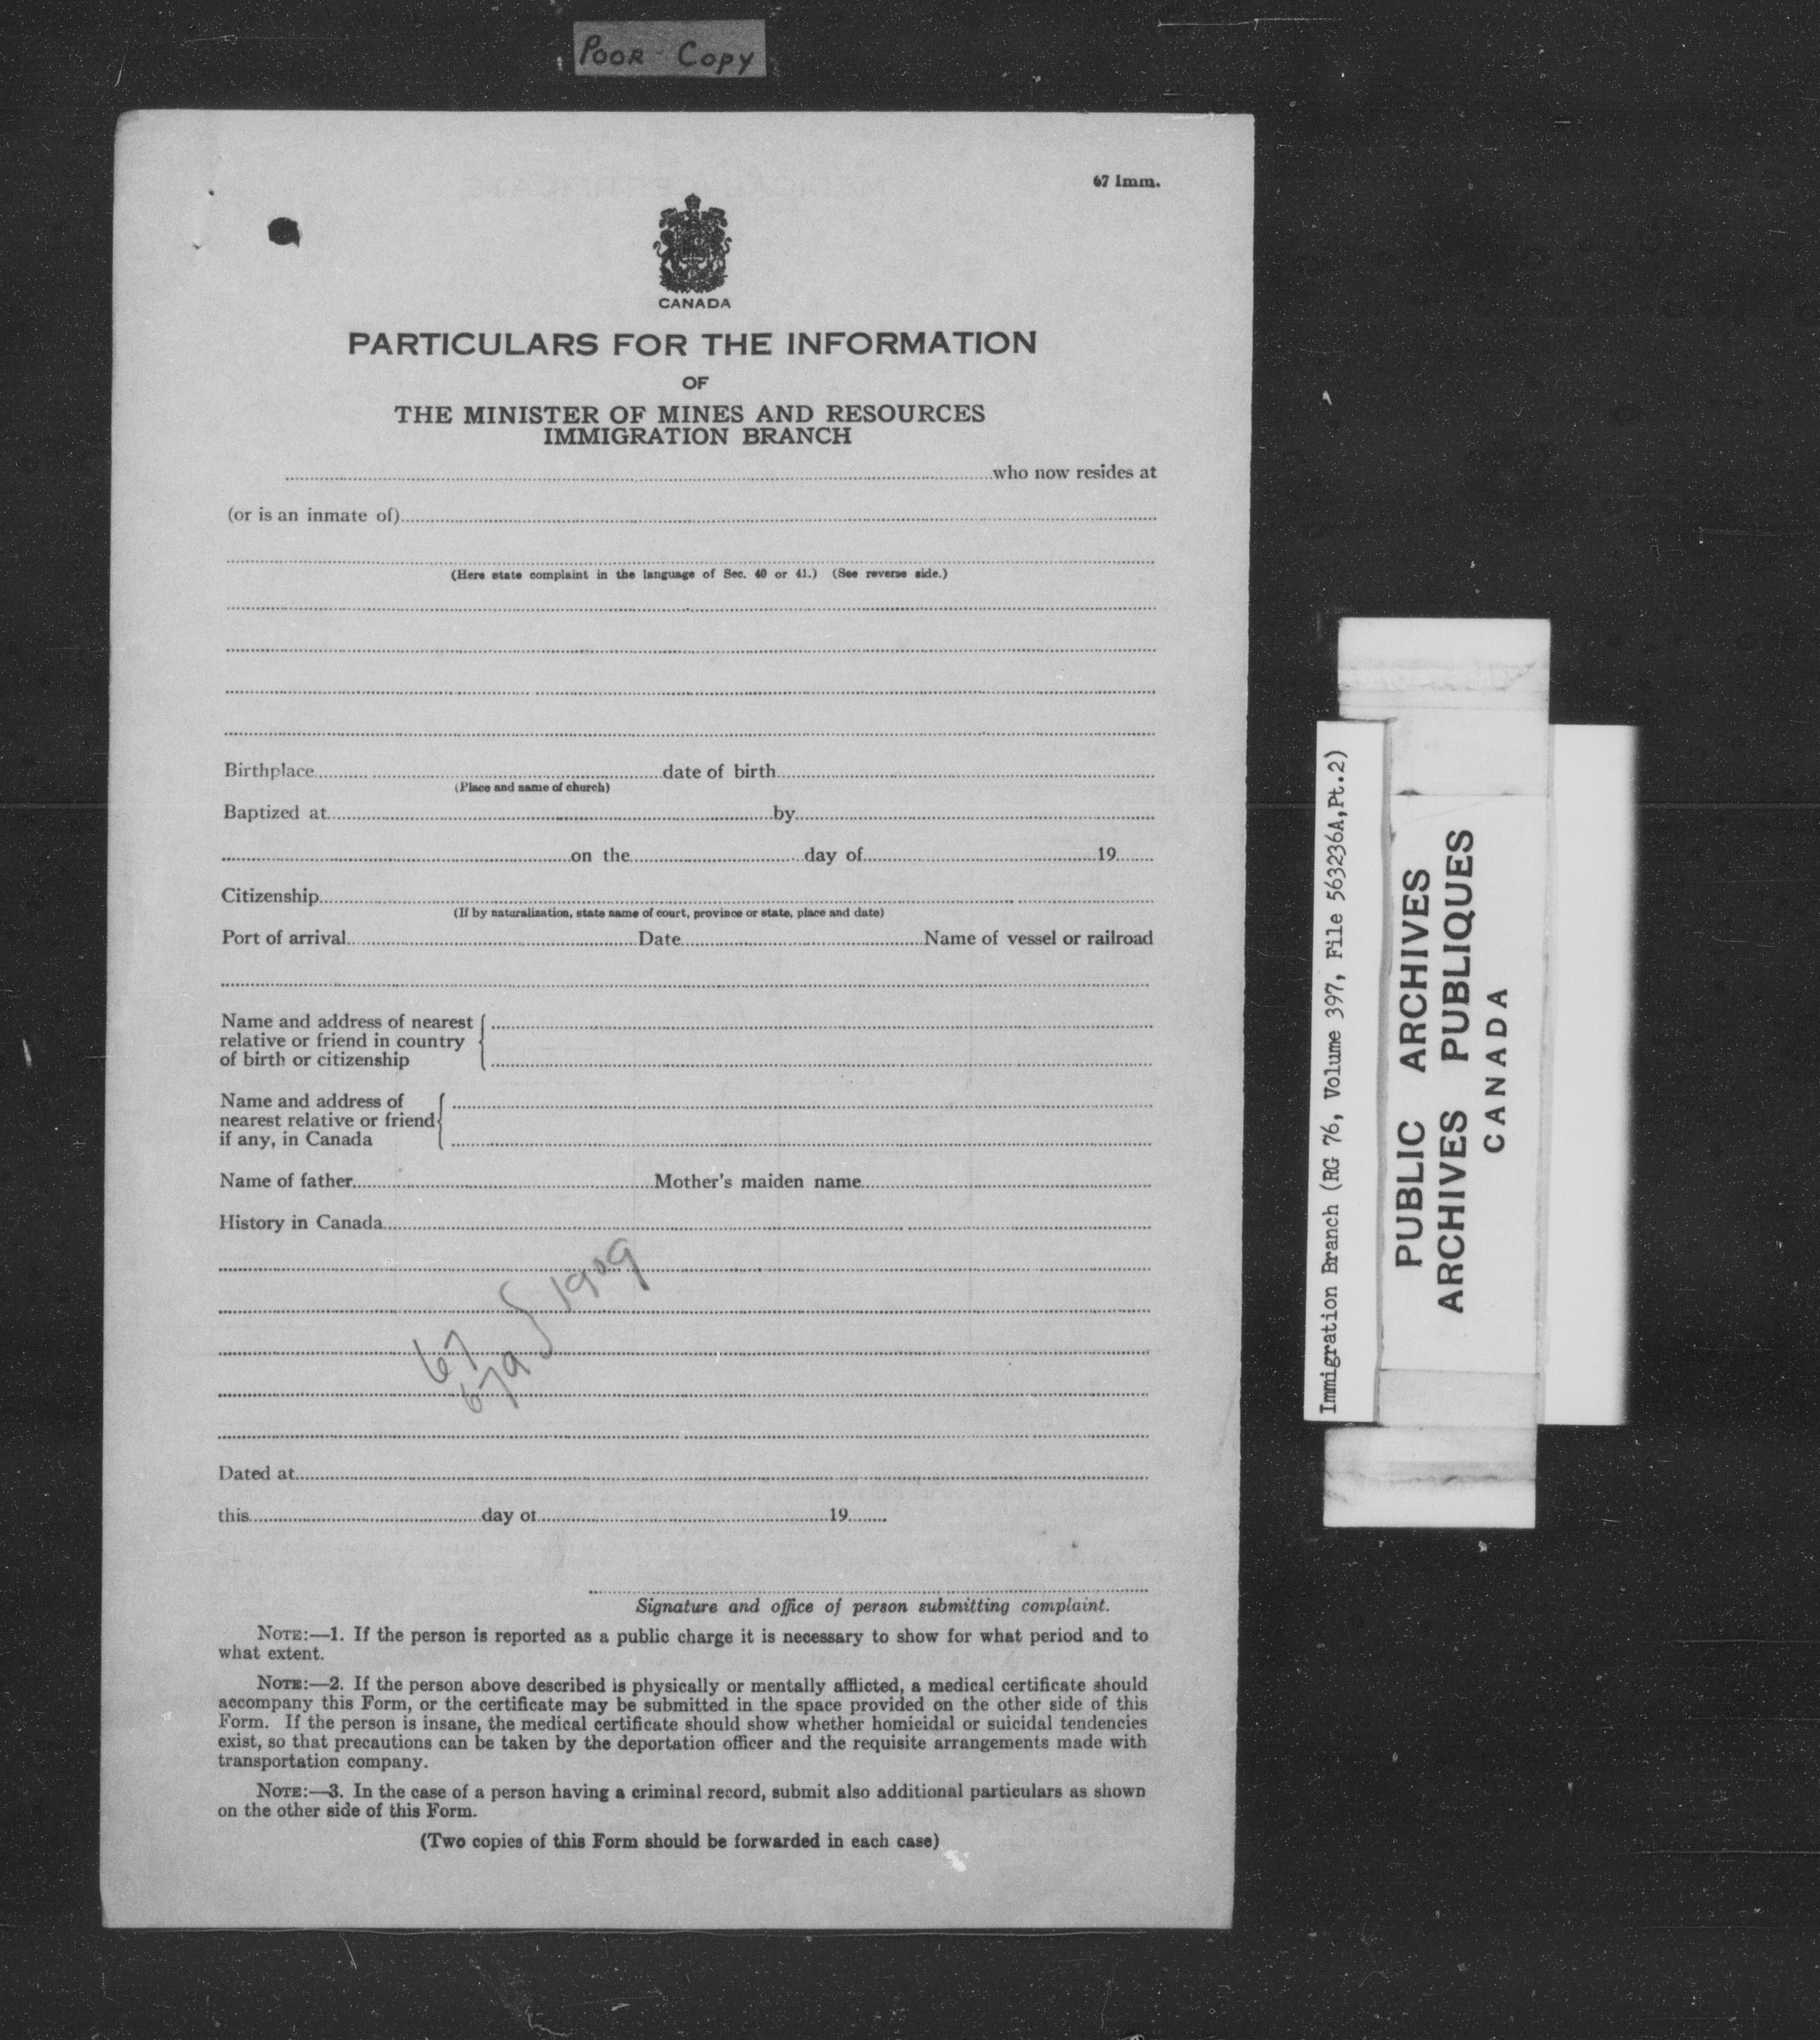 POOR COPY
67 Imm.
CANADA
PARTICULARS FOR THE INFORMATION
OF
THE MINISTER OF MINES AND RESOURCES
IMMIGRATION BRANCH
who now resides at
(or is an inmate of)
(Here state complaint in the language of Sec. 40 or 41.) (See reverse side.)
Birthplace date of birth
(Place and name of church)
Baptized at by
on the day of 19
Citizenship
(If by naturalization, state name of court, province or state, place and date)
Port of arrival Date Name of vessel or railroad
Name and address of nearest
relative or friend in country
of birth or citizenship
Name and address of
nearest relative or friend
if any, in Canada
Name of father Mother's maiden name
History in Canada
67
67a } 1909
Dated at
this day of 19
Signature and office of person submitting complaint.
NOTE:—1. If the person is reported as a public charge it is necessary to show for what period and to
what extent.
NOTE:—2. If the person above described is physically or mentally afflicted, a medical certificate should
accompany this Form, or the certificate may be submitted in the space provided on the other side of this
Form. If the person is insane, the medical certificate should show whether homicidal or suicidal tendencies
exist, so that precautions can be taken by the deportation officer and the requisite arrangements made with
transportation company.
NOTE:—3. In the case of a person having a criminal record, submit also additional particulars as shown
on the other side of this Form.
(Two copies of this Form should be forwarded in each case)
Immigration Branch (RG 76, Volume 397, File 563236A,Pt.2)
PUBLIC ARCHIVES
ARCHIVES PUBLIQUES
CANADA